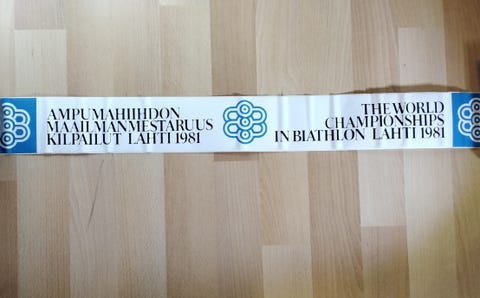 AMPUMAHIIHDON
MAAILMANMESTARUUS
KILPAILUT LAHTI 1981
THE WORLD
CHAMPIONSHIPS
IN BIATHLON LAHTI 1981